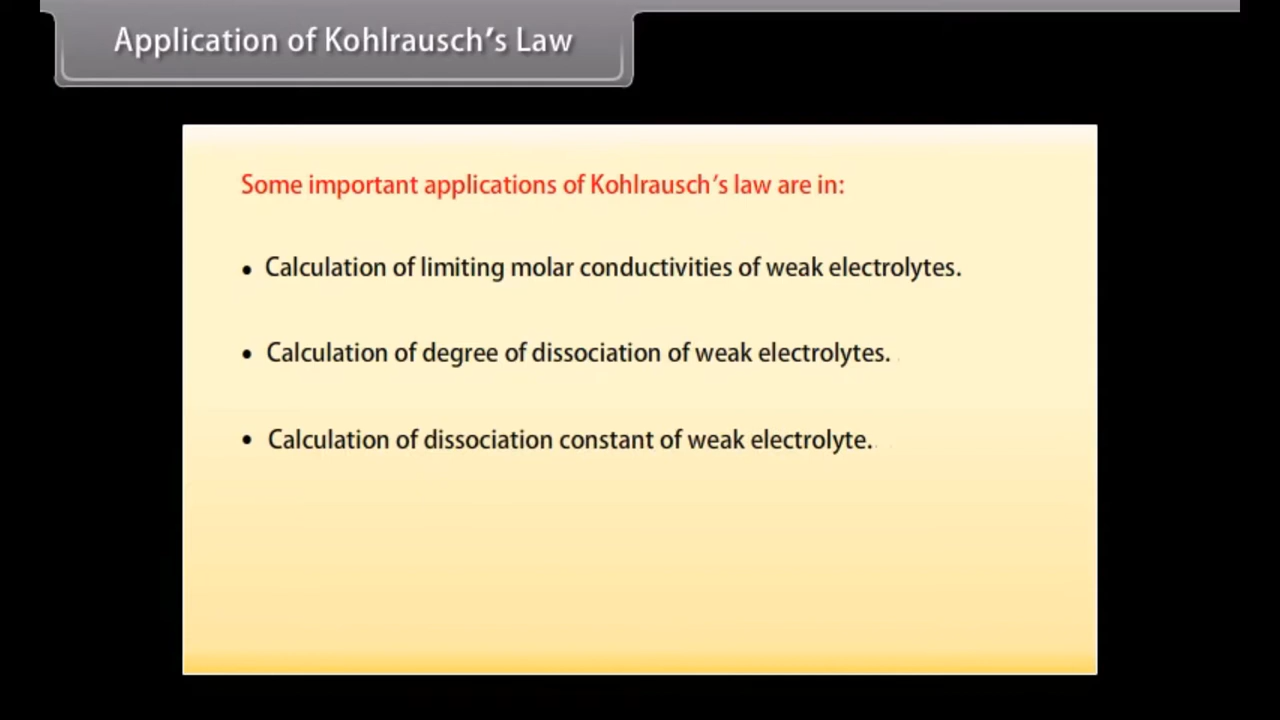 Application of Kohlrausch's Law
Some important applications of Kohlrausch's law are in:
• Calculation of limiting molar conductivities of weak electrolytes.
• Calculation of degree of dissociation of weak electrolytes.
• Calculation of dissociation constant of weak electrolyte.